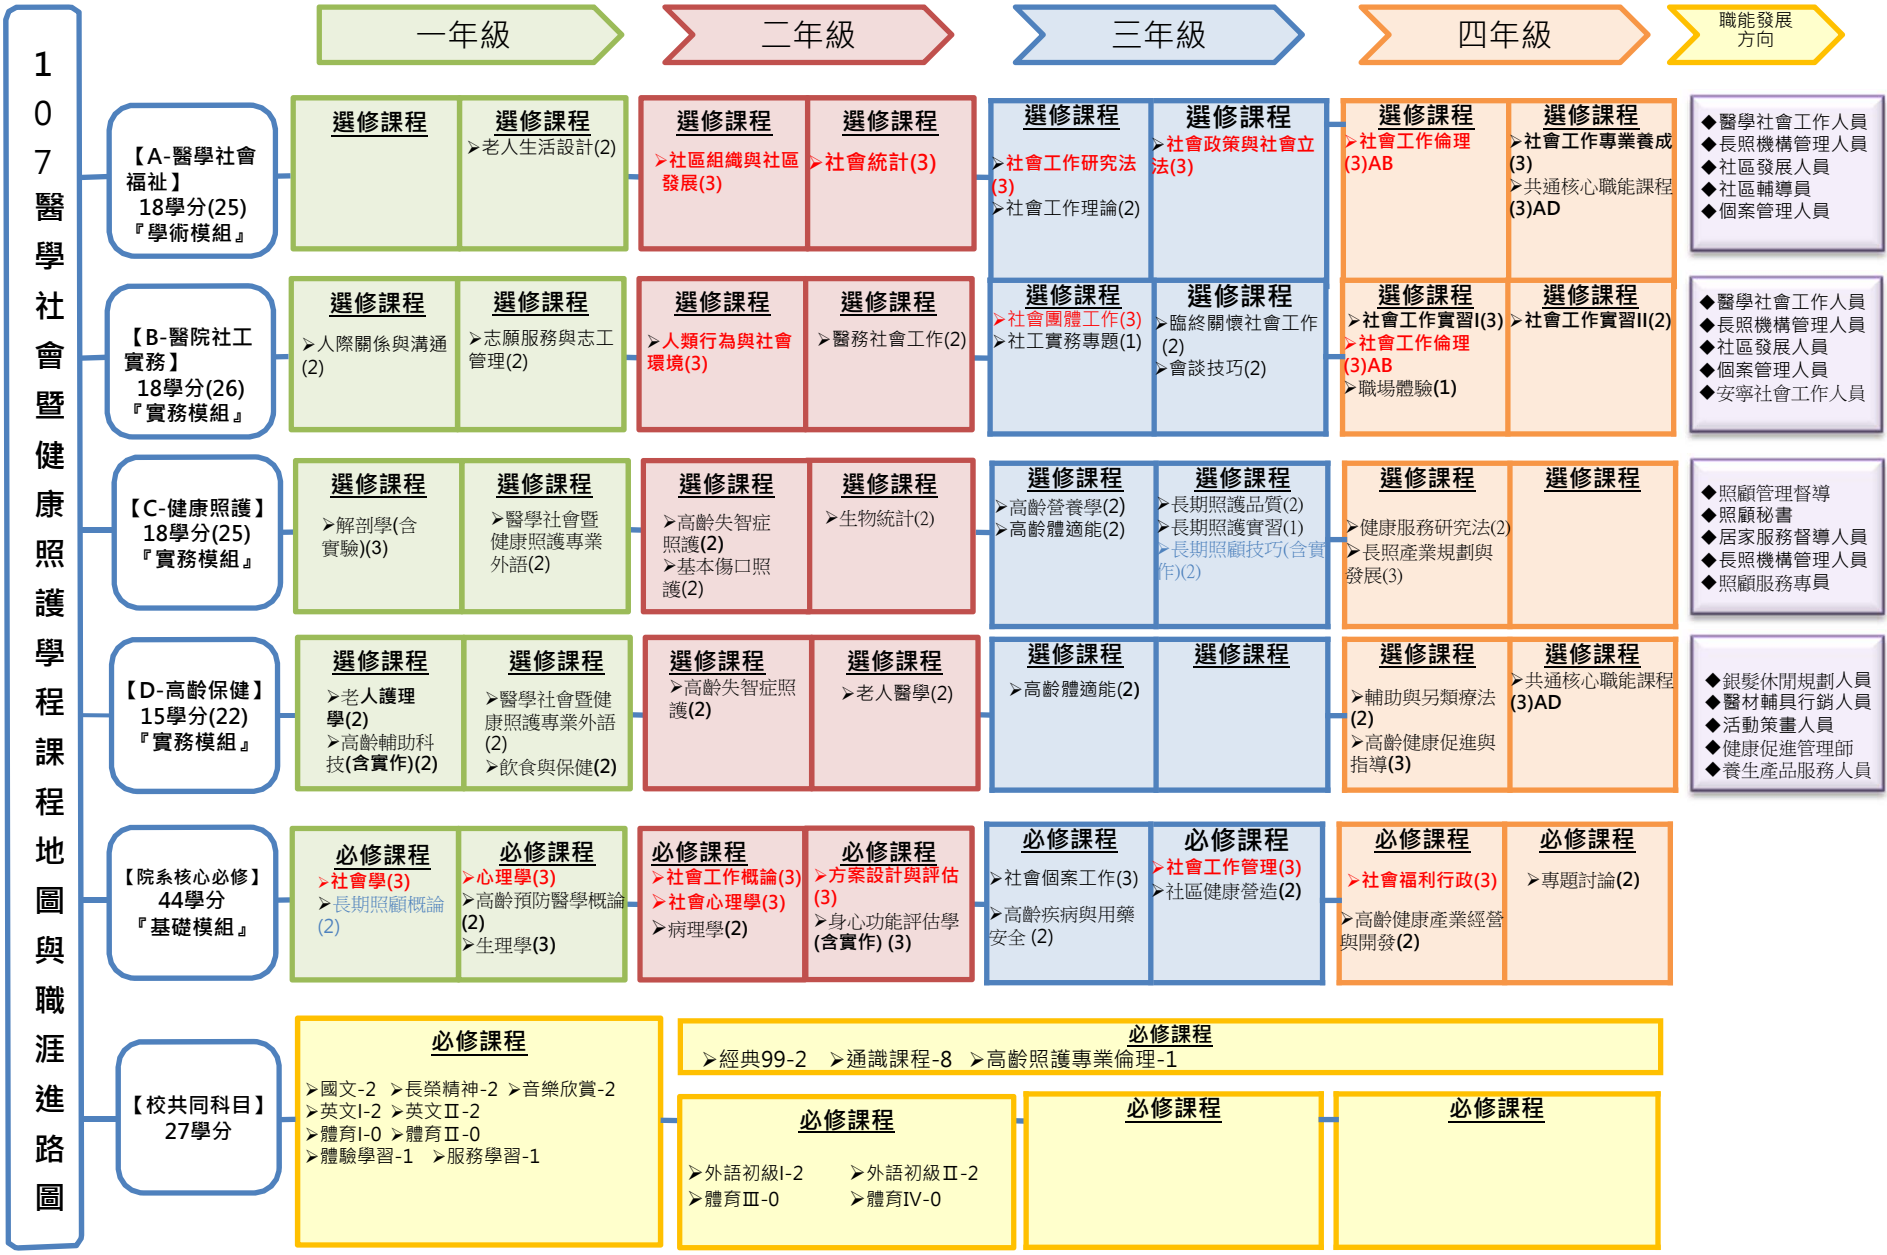 107醫學社會暨健康照護學程課程地圖與職涯進路圖
一年級
二年級
三年級
四年級
職能發展
方向
【A-醫學社會
福祉】
18學分(25)
『學術模組』
選修課程
選修課程
➢老人生活設計(2)
選修課程
➢社區組織與社區
發展(3)
選修課程
➢社會統計(3)
選修課程
➢社會工作研究法
(3)
➢社會工作理論(2)
選修課程
➢社會政策與社會立
法(3)
選修課程
➢社會工作倫理
(3)AB
選修課程
➢社會工作專業養成
(3)
➢共通核心職能課程
(3)AD
◆醫學社會工作人員
◆長照機構管理人員
◆社區發展人員
◆社區輔導員
◆個案管理人員
【B-醫院社工
實務】
18學分(26)
『實務模組』
選修課程
➢人際關係與溝通
(2)
選修課程
➢志願服務與志工
管理(2)
選修課程
➢人類行為與社會
環境(3)
選修課程
➢醫務社會工作(2)
選修課程
➢社會團體工作(3)
➢社工實務專題(1)
選修課程
➢臨終關懷社會工作
(2)
➢會談技巧(2)
選修課程
➢社會工作實習I(3)
➢社會工作倫理
(3)AB
➢職場體驗(1)
選修課程
➢社會工作實習II(2)
◆醫學社會工作人員
◆長照機構管理人員
◆社區發展人員
◆個案管理人員
◆安寧社會工作人員
【C-健康照護】
18學分(25)
『實務模組』
選修課程
➢解剖學(含
實驗)(3)
選修課程
➢醫學社會暨
健康照護專業
外語(2)
選修課程
➢高齡失智症
照護(2)
➢基本傷口照
護(2)
選修課程
➢生物統計(2)
選修課程
➢高齡營養學(2)
➢高齡體適能(2)
選修課程
➢長期照護品質(2)
➢長期照護實習(1)
➢長期照顧技巧(含實
作)(2)
選修課程
➢健康服務研究法(2)
➢長照產業規劃與
發展(3)
選修課程
◆照顧管理督導
◆照顧秘書
◆居家服務督導人員
◆長照機構管理人員
◆照顧服務專員
【D-高齡保健】
15學分(22)
『實務模組』
選修課程
➢老人護理
學(2)
➢高齡輔助科
技(含實作)(2)
選修課程
➢醫學社會暨健
康照護專業外語
(2)
➢飲食與保健(2)
選修課程
➢高齡失智症照
護(2)
選修課程
➢老人醫學(2)
選修課程
➢高齡體適能(2)
選修課程
選修課程
➢輔助與另類療法
(2)
➢高齡健康促進與
指導(3)
選修課程
➢共通核心職能課程
(3)AD
◆銀髮休閒規劃人員
◆醫材輔具行銷人員
◆活動策畫人員
◆健康促進管理師
◆養生產品服務人員
【院系核心必修】
44學分
『基礎模組』
必修課程
➢社會學(3)
➢長期照顧概論
(2)
必修課程
➢心理學(3)
➢高齡預防醫學概論
(2)
➢生理學(3)
必修課程
➢社會工作概論(3)
➢社會心理學(3)
➢病理學(2)
必修課程
➢方案設計與評估
(3)
➢身心功能評估學
(含實作) (3)
必修課程
➢社會個案工作(3)
➢高齡疾病與用藥
安全 (2)
必修課程
➢社會工作管理(3)
➢社區健康營造(2)
必修課程
➢社會福利行政(3)
➢高齡健康產業經營
與開發(2)
必修課程
➢專題討論(2)
【校共同科目】
27學分
必修課程
➢國文-2 ➢長榮精神-2 ➢音樂欣賞-2
➢英文I-2 ➢英文Ⅱ-2
➢體育I-0 ➢體育Ⅱ-0
➢體驗學習-1 ➢服務學習-1
必修課程
➢經典99-2 ➢通識課程-8 ➢高齡照護專業倫理-1
必修課程
➢外語初級I-2 ➢外語初級Ⅱ-2
➢體育Ⅲ-0 ➢體育IV-0
必修課程
必修課程